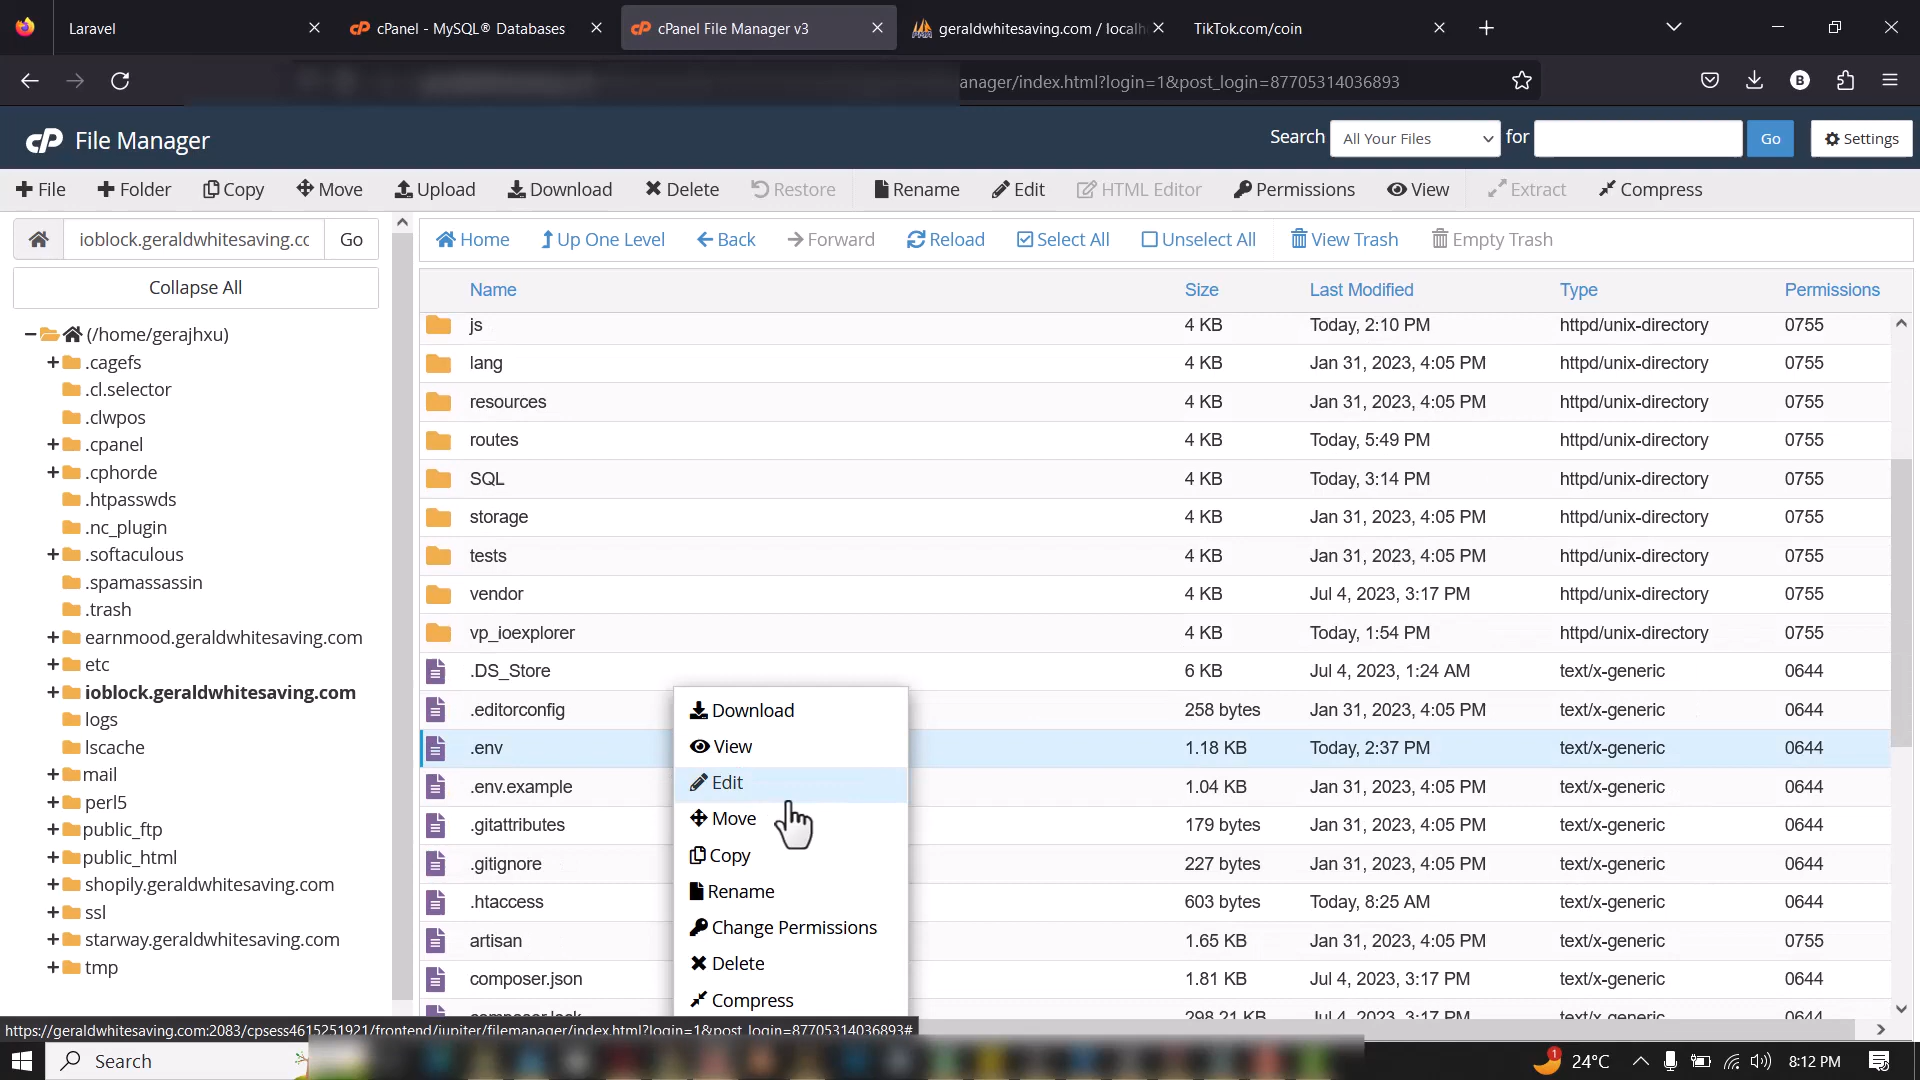 Laravel
cPanel - MySQL® Databases
cPanel File Manager v3
geraldwhitesaving.com / localh
TikTok.com/coin
anager/index.html?login=1&post_login=87705314036893
B
cP File Manager
Search All Your Files for Go Settings
File Folder Copy Move Upload Download Delete Restore Rename Edit HTML Editor Permissions View Extract Compress
ioblock.geraldwhitesaving.cc Go
Home Up One Level Back Forward Reload Select All Unselect All View Trash Empty Trash
Collapse All
(/home/gerajhxu)
.cagefs
.cl.selector
.clwpos
.cpanel
.cphorde
.htpasswds
.nc_plugin
.softaculous
.spamassassin
.trash
earnmood.geraldwhitesaving.com
etc
ioblock.geraldwhitesaving.com
logs
lscache
mail
perl5
public_ftp
public_html
shopily.geraldwhitesaving.com
ssl
starway.geraldwhitesaving.com
tmp
Name Size Last Modified Type Permissions
js 4 KB Today, 2:10 PM httpd/unix-directory 0755
lang 4 KB Jan 31, 2023, 4:05 PM httpd/unix-directory 0755
resources 4 KB Jan 31, 2023, 4:05 PM httpd/unix-directory 0755
routes 4 KB Today, 5:49 PM httpd/unix-directory 0755
SQL 4 KB Today, 3:14 PM httpd/unix-directory 0755
storage 4 KB Jan 31, 2023, 4:05 PM httpd/unix-directory 0755
tests 4 KB Jan 31, 2023, 4:05 PM httpd/unix-directory 0755
vendor 4 KB Jul 4, 2023, 3:17 PM httpd/unix-directory 0755
vp_ioexplorer 4 KB Today, 1:54 PM httpd/unix-directory 0755
.DS_Store 6 KB Jul 4, 2023, 1:24 AM text/x-generic 0644
.editorconfig 258 bytes Jan 31, 2023, 4:05 PM text/x-generic 0644
.env 1.18 KB Today, 2:37 PM text/x-generic 0644
.env.example 1.04 KB Jan 31, 2023, 4:05 PM text/x-generic 0644
.gitattributes 179 bytes Jan 31, 2023, 4:05 PM text/x-generic 0644
.gitignore 227 bytes Jan 31, 2023, 4:05 PM text/x-generic 0644
.htaccess 603 bytes Today, 8:25 AM text/x-generic 0644
artisan 1.65 KB Jan 31, 2023, 4:05 PM text/x-generic 0755
composer.json 1.81 KB Jul 4, 2023, 3:17 PM text/x-generic 0644
composer.lock 298.21 KB Jul 4, 2023, 3:17 PM text/x-generic 0644
Download
View
Edit
Move
Copy
Rename
Change Permissions
Delete
Compress
https://geraldwhitesaving.com:2083/cpsess4615251921/frontend/jupiter/filemanager/index.html?login=1&post_login=87705314036893#
Search
1 24°C 8:12 PM